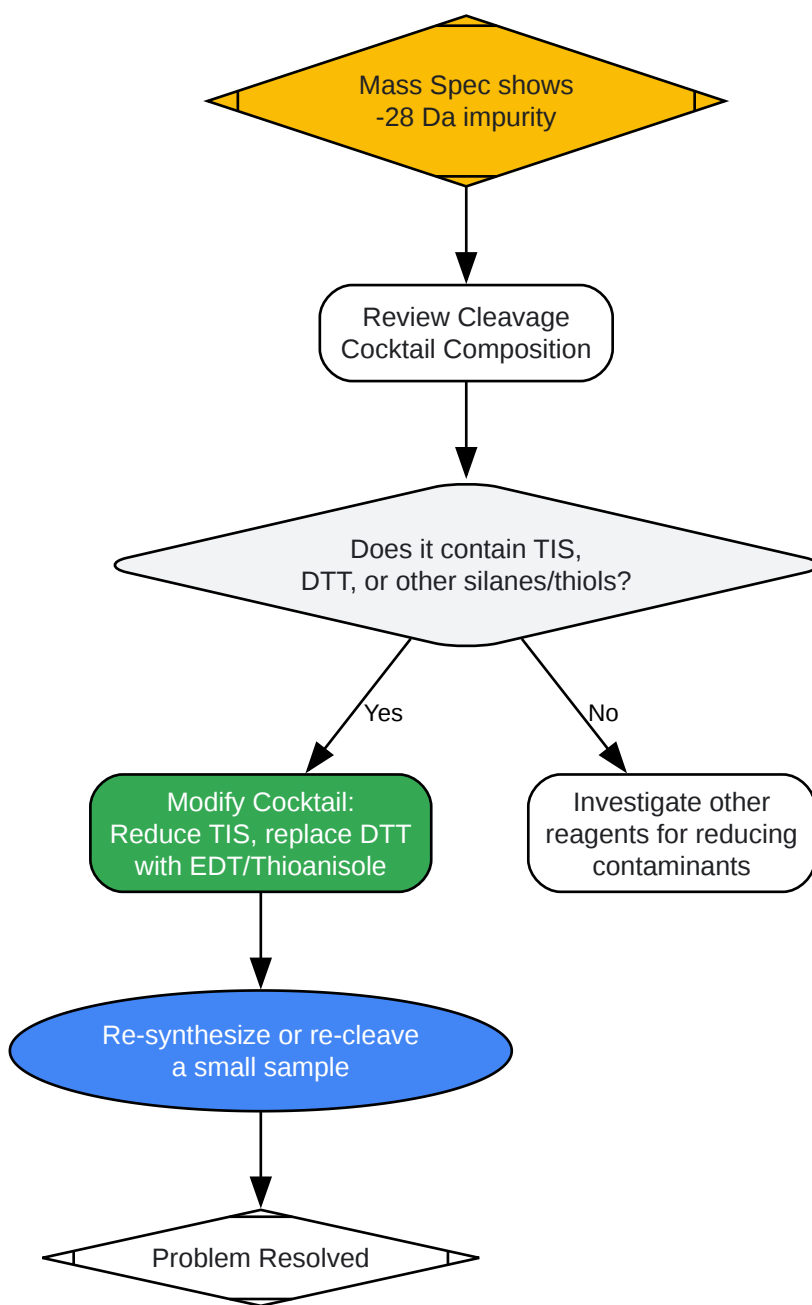 Mass Spec shows
-28 Da impurity
Review Cleavage
Cocktail Composition
Does it contain TIS,
DTT, or other silanes/thiols?
Yes
No
Modify Cocktail:
Reduce TIS, replace DTT
with EDT/Thioanisole
Investigate other
reagents for reducing
contaminants
Re-synthesize or re-cleave
a small sample
Problem Resolved